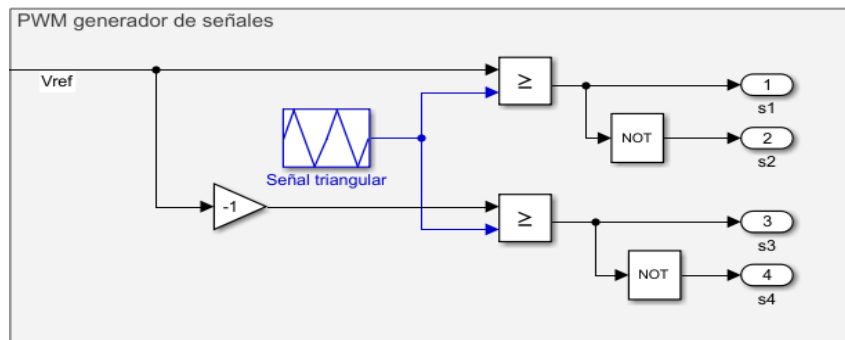 PWM generador de señales
Vref
≥
1
s1
NOT
2
s2
Señal triangular
-1
≥
3
s3
NOT
4
s4